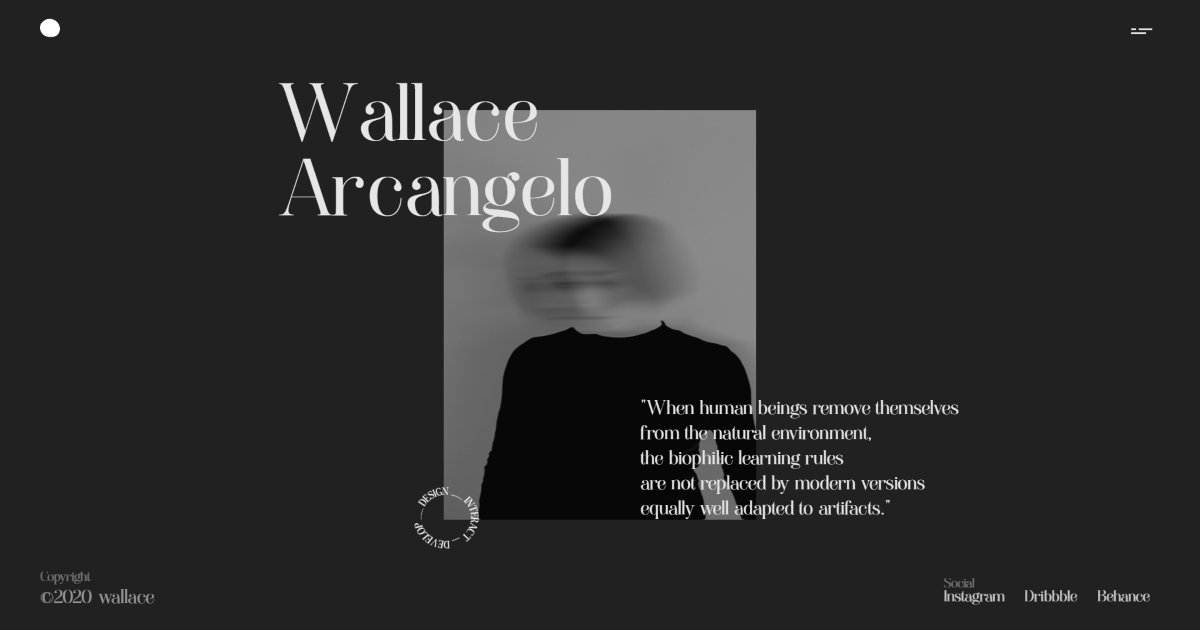 Wallace
Arcangelo
"When human beings remove themselves
from the natural environment,
the biophilic learning rules
are not replaced by modern versions
equally well adapted to artifacts."
DESIGN — INTERACT — DEVELOP —
Copyright
©2020 wallace
Social
Instagram Dribbble Behance